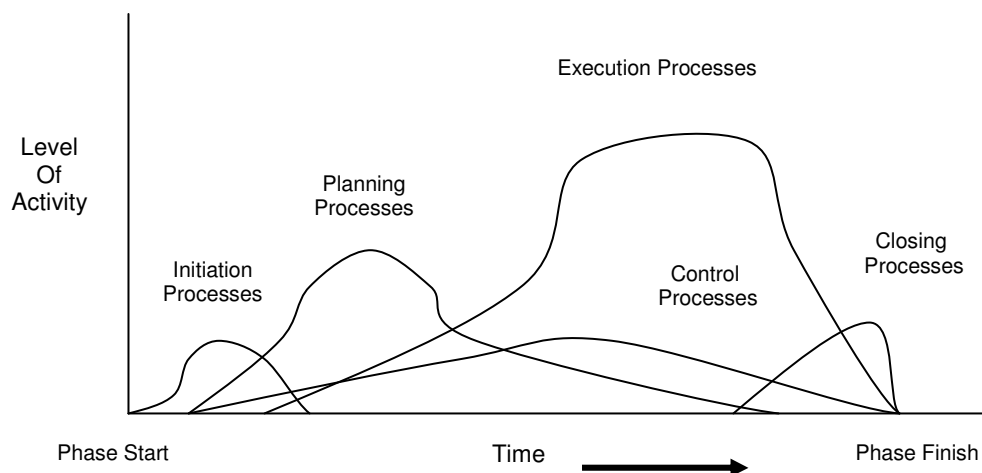 Execution Processes
Level
Of
Activity
Planning
Processes
Initiation
Processes
Control
Processes
Closing
Processes
Phase Start
Time
Phase Finish